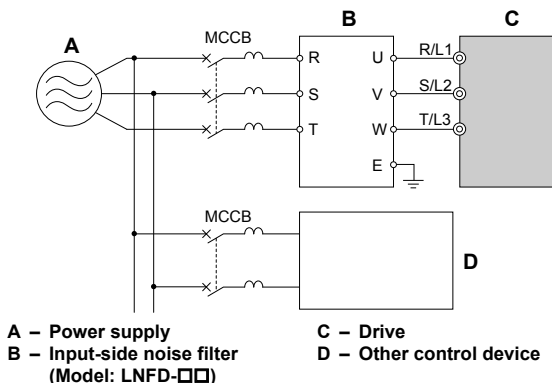 A
MCCB
B
C
R
S
T
U
V
W
E
R/L1
S/L2
T/L3
MCCB
D
A – Power supply
B – Input-side noise filter
(Model: LNFD-□□)
C – Drive
D – Other control device